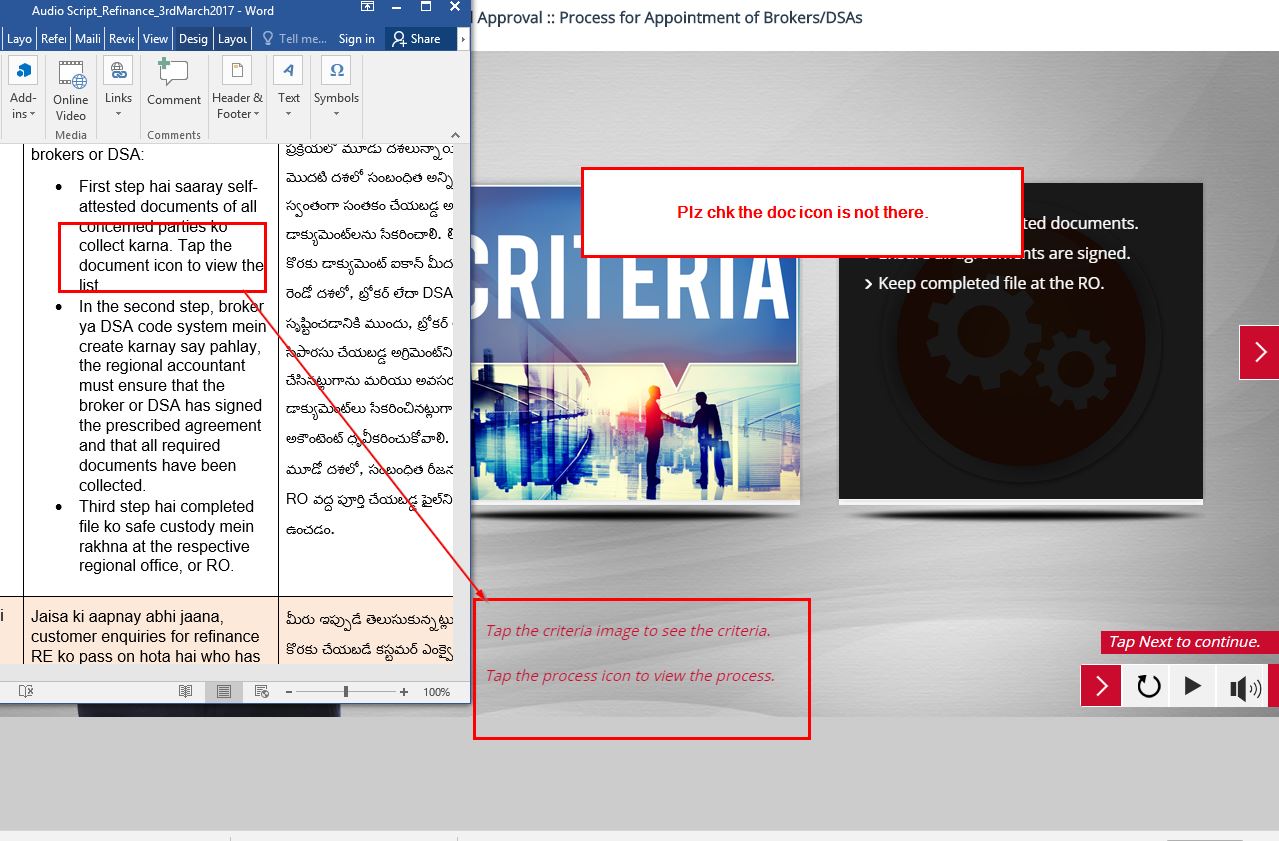 Audio Script_Refinance_3rdMarch2017 - Word
Layo Refer Maili Revie View Desig Layou Tell me... Sign in Share
Add-ins
Online Video
Links
Comment
Header & Footer
Text
Symbols
Media
Comments
brokers or DSA:
• First step hai saaray self-
attested documents of all
concerned parties ko
collect karna. Tap the
document icon to view the
list
• In the second step, broker
ya DSA code system mein
create karnay say pahlay,
the regional accountant
must ensure that the
broker or DSA has signed
the prescribed agreement
and that all required
documents have been
collected.
• Third step hai completed
file ko safe custody mein
rakhna at the respective
regional office, or RO.
ప్రక్రియలో మూడు దశలున్నాయి
మొదటి దశలో సంబంధిత అన్ని
స్వంతంగా సంతకం చేయబడ్డ అ
డాక్యుమెంట్‌లను సేకరించాలి.
కొరకు డాక్యుమెంట్ ఐకాన్ మీద
రెండో దశలో, బ్రోకర్ లేదా DSA
సృష్టించడానికి ముందు, బ్రోకర్
సిపారసు చేయబడ్డ అగ్రిమెంట్‌ని
చేసినట్లుగాను మరియు అవసర
డాక్యుమెంట్‌లు సేకరించినట్లుగా
అకౌంటెంట్ ధృవీకరించుకోవాలి.
మూడో దశలో, సంబంధిత రీజన
RO వద్ద పూర్తి చేయబడ్డ ఫైల్‌ని
ఉంచడం.
i
Jaisa ki aapnay abhi jaana,
customer enquiries for refinance
RE ko pass on hota hai who has
మీరు ఇప్పుడే తెలుసుకున్నట్లు
కొరకు చేయబడే కస్టమర్ ఎంక్వై
100%
l Approval :: Process for Appointment of Brokers/DSAs
Plz chk the doc icon is not there.
CRITERIA
ted documents.
Ensure all agreements are signed.
Keep completed file at the RO.
Tap the criteria image to see the criteria.
Tap the process icon to view the process.
Tap Next to continue.